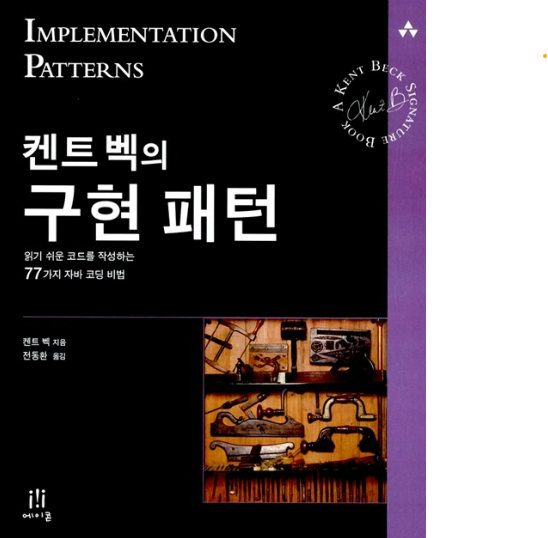 IMPLEMENTATION
PATTERNS
A KENT BECK SIGNATURE BOOK
Kent B
켄트 벡의
구현 패턴
읽기 쉬운 코드를 작성하는
77가지 자바 코딩 비법
켄트 벡 지음
전동환 옮김
에이콘